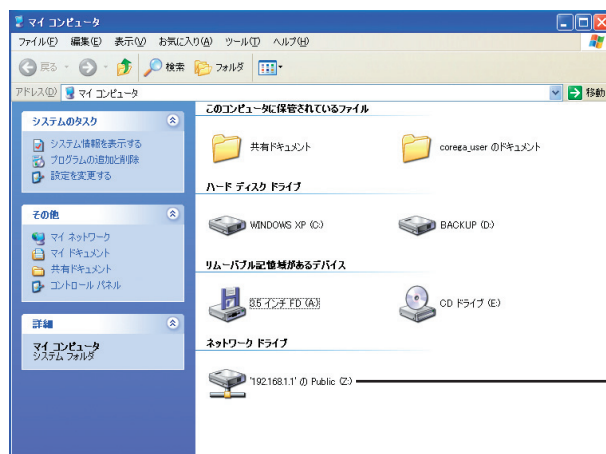 マイ コンピュータ
ファイル(F) 編集(E) 表示(V) お気に入り(A) ツール(T) ヘルプ(H)
戻る 検索 フォルダ
アドレス(D) マイ コンピュータ 移動
システムのタスク
システム情報を表示する
プログラムの追加と削除
設定を変更する
その他
マイ ネットワーク
マイ ドキュメント
共有ドキュメント
コントロール パネル
詳細
マイ コンピュータ
システム フォルダ
このコンピュータに保管されているファイル
共有ドキュメント corega_user のドキュメント
ハード ディスク ドライブ
WINDOWS XP (C:) BACKUP (D:)
リムーバブル記憶域があるデバイス
3.5 インチ FD (A:) CD ドライブ (E:)
ネットワーク ドライブ
'192.168.1.1' の Public (Z:)